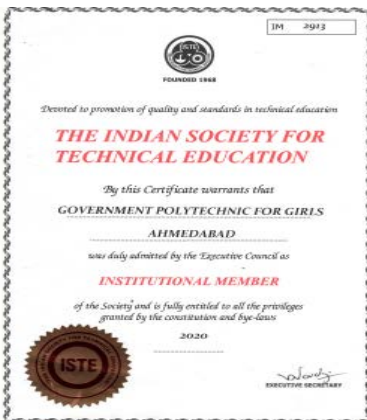 IM 2913
ISTE
FOUNDED 1968
Devoted to promotion of quality and standards in technical education
THE INDIAN SOCIETY FOR
TECHNICAL EDUCATION
By this Certificate warrants that
GOVERNMENT POLYTECHNIC FOR GIRLS
AHMEDABAD
was duly admitted by the Executive Council as
INSTITUTIONAL MEMBER
of the Society and is fully entitled to all the privileges
granted by the constitution and bye-laws
2020
ISTE
EXECUTIVE SECRETARY